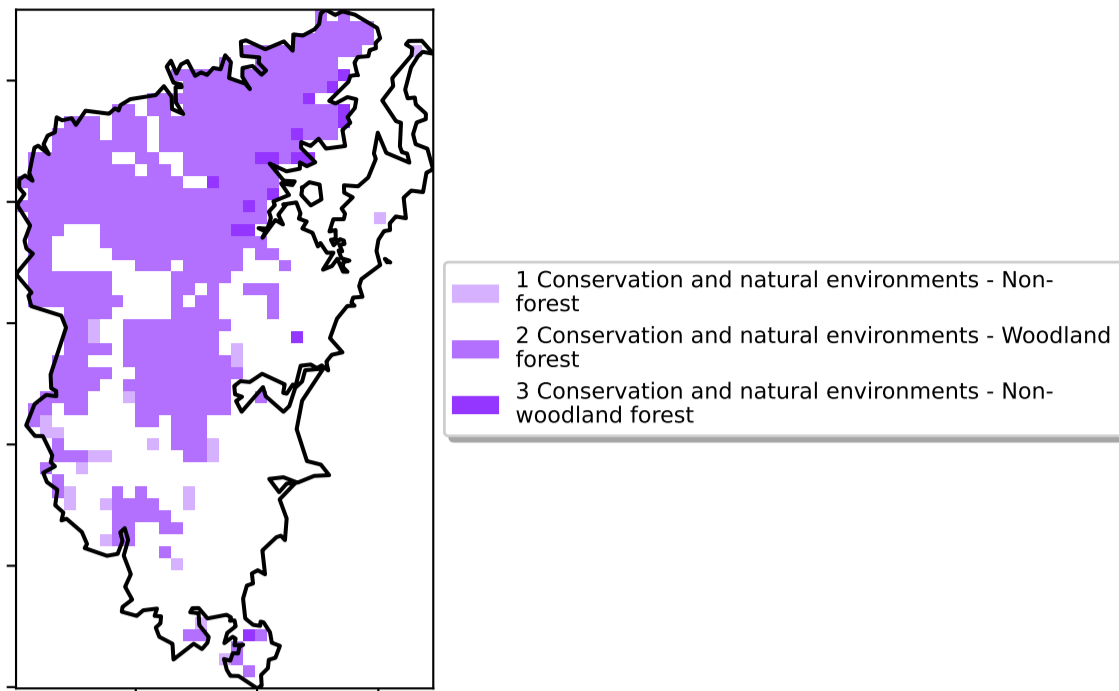 1 Conservation and natural environments - Non-
forest
2 Conservation and natural environments - Woodland
forest
3 Conservation and natural environments - Non-
woodland forest